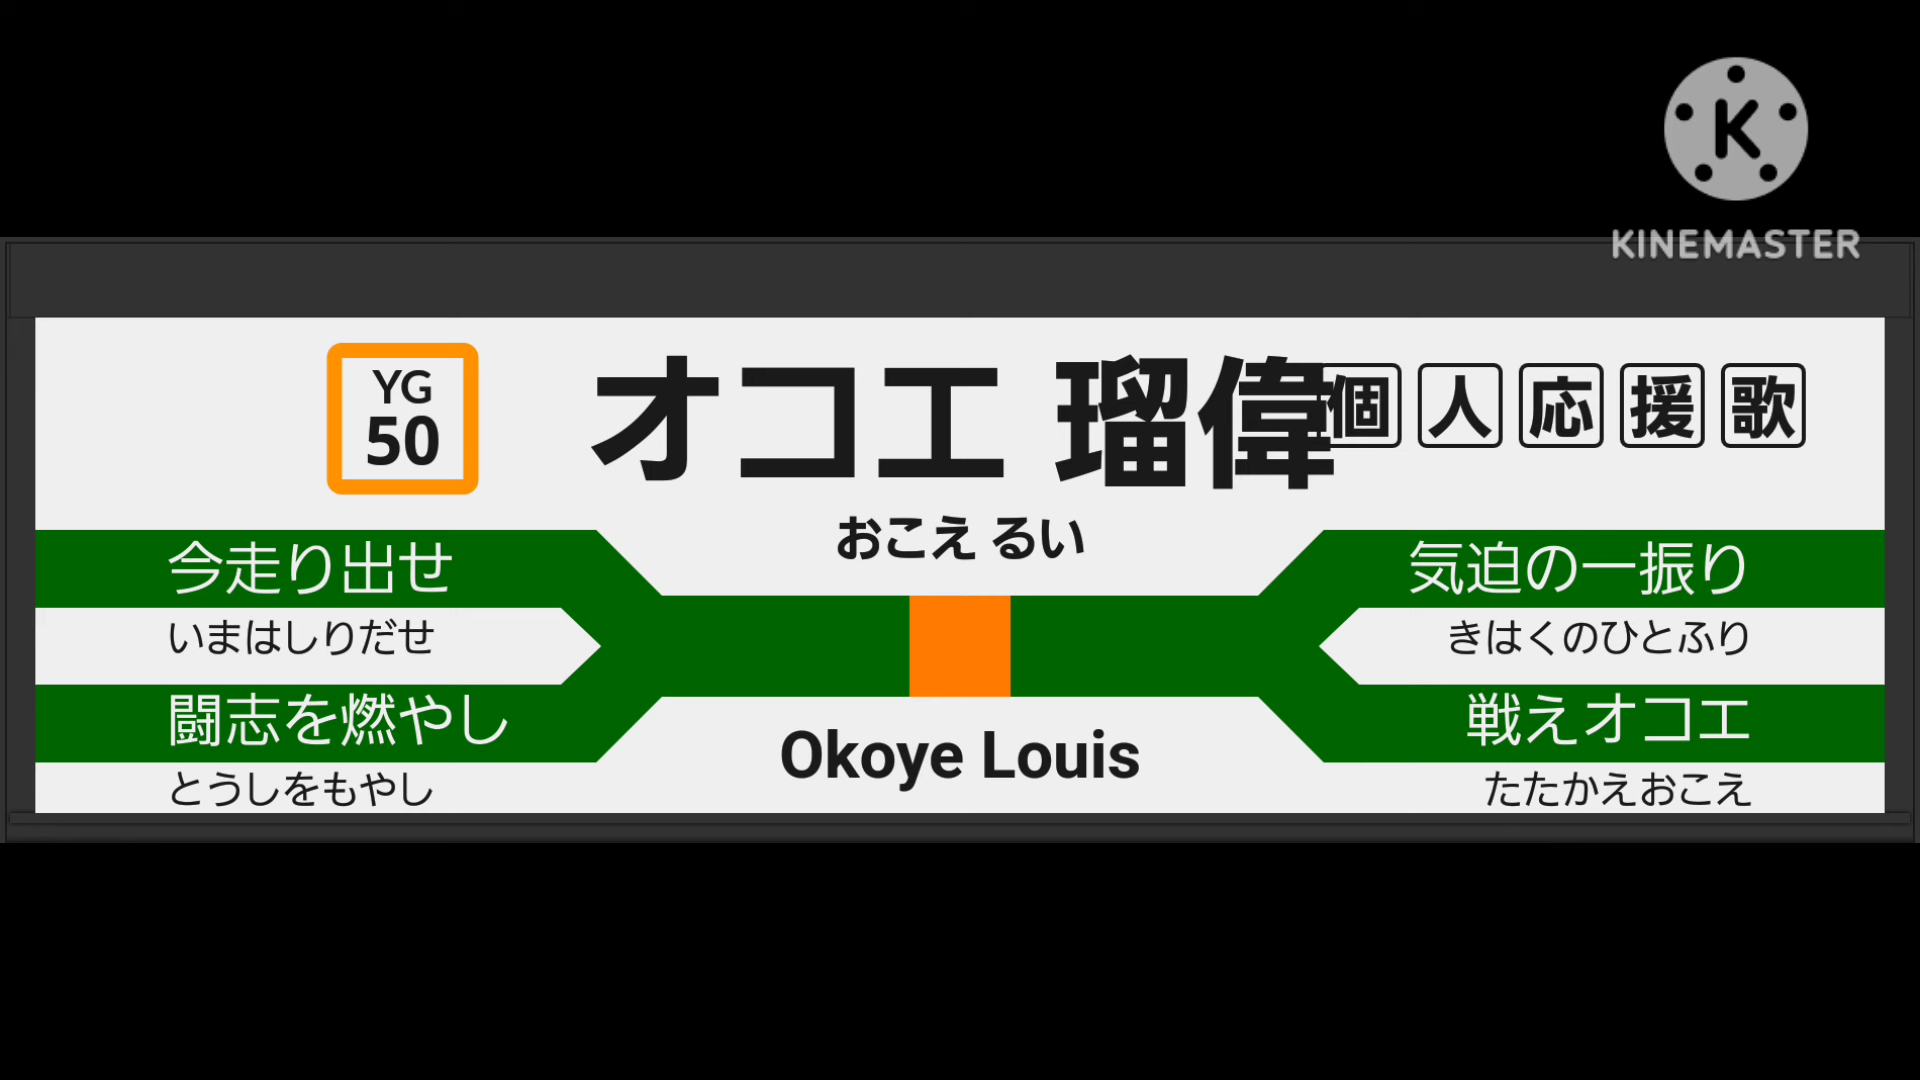 K
KINEMASTER
YG
50
オコエ 瑠偉
個人応援歌
おこえ るい
今走り出せ
いまはしりだせ
闘志を燃やし
とうしをもやし
気迫の一振り
きはくのひとふり
戦えオコエ
たたかえおこえ
Okoye Louis